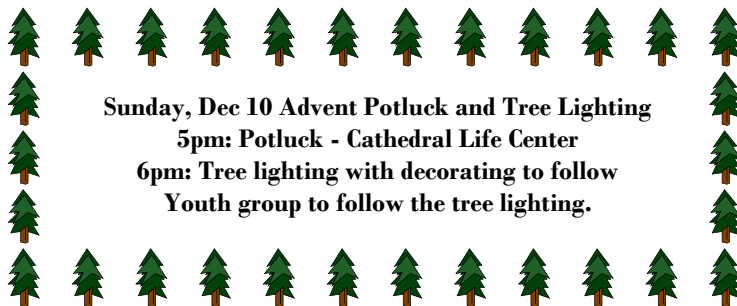 Sunday, Dec 10 Advent Potluck and Tree Lighting
5pm: Potluck - Cathedral Life Center
6pm: Tree lighting with decorating to follow
Youth group to follow the tree lighting.